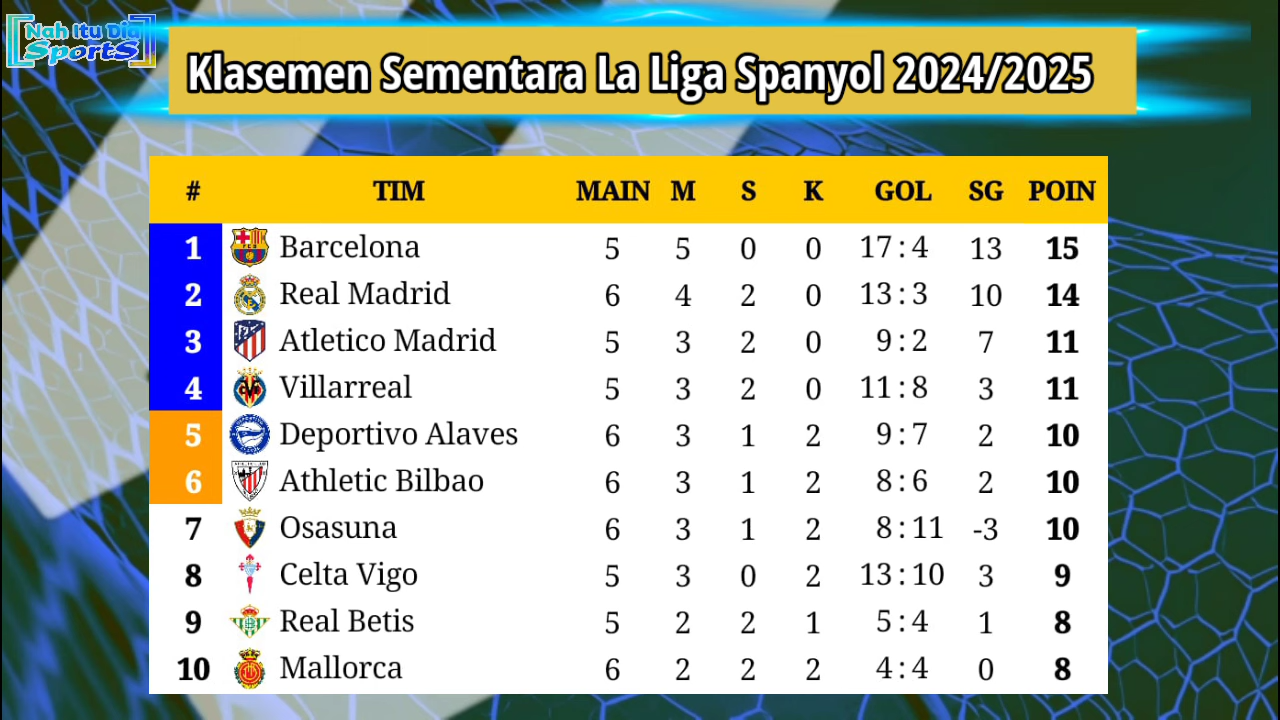 Nah Itu Dia
Sports
Klasemen Sementara La Liga Spanyol 2024/2025
# TIM MAIN M S K GOL SG POIN
1 Barcelona 5 5 0 0 17:4 13 15
2 Real Madrid 6 4 2 0 13:3 10 14
3 Atletico Madrid 5 3 2 0 9:2 7 11
4 Villarreal 5 3 2 0 11:8 3 11
5 Deportivo Alaves 6 3 1 2 9:7 2 10
6 Athletic Bilbao 6 3 1 2 8:6 2 10
7 Osasuna 6 3 1 2 8:11 -3 10
8 Celta Vigo 5 3 0 2 13:10 3 9
9 Real Betis 5 2 2 1 5:4 1 8
10 Mallorca 6 2 2 2 4:4 0 8